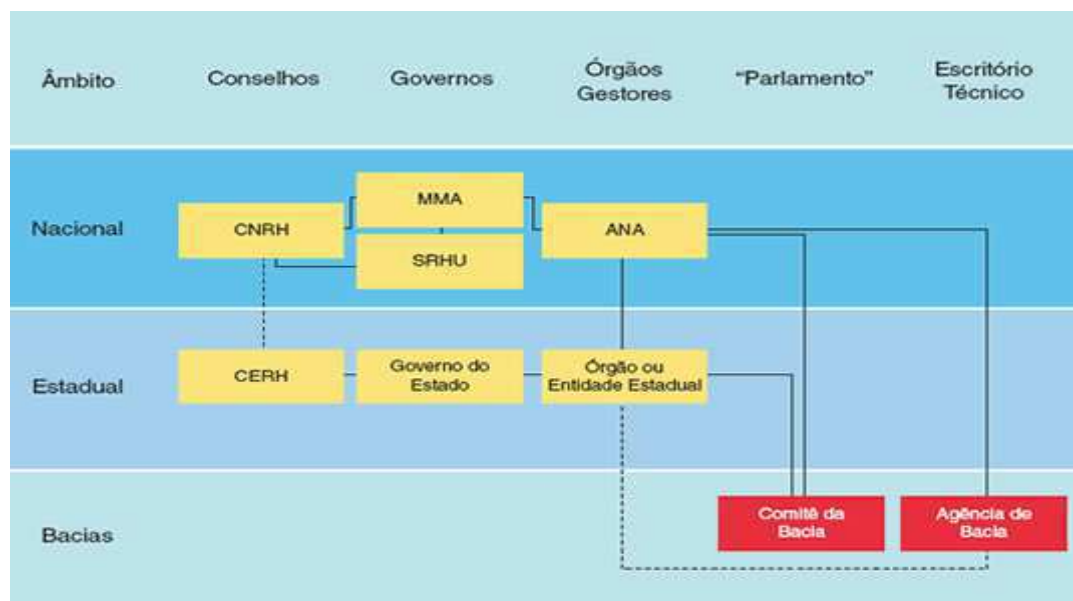 Âmbito
Conselhos
Governos
Órgãos
Gestores
“Parlamento”
Escritório
Técnico
Nacional
CNRH
MMA
SRHU
ANA
Estadual
CERH
Governo do
Estado
Órgão ou
Entidade Estadual
Bacias
Comitê da
Bacia
Agência de
Bacia